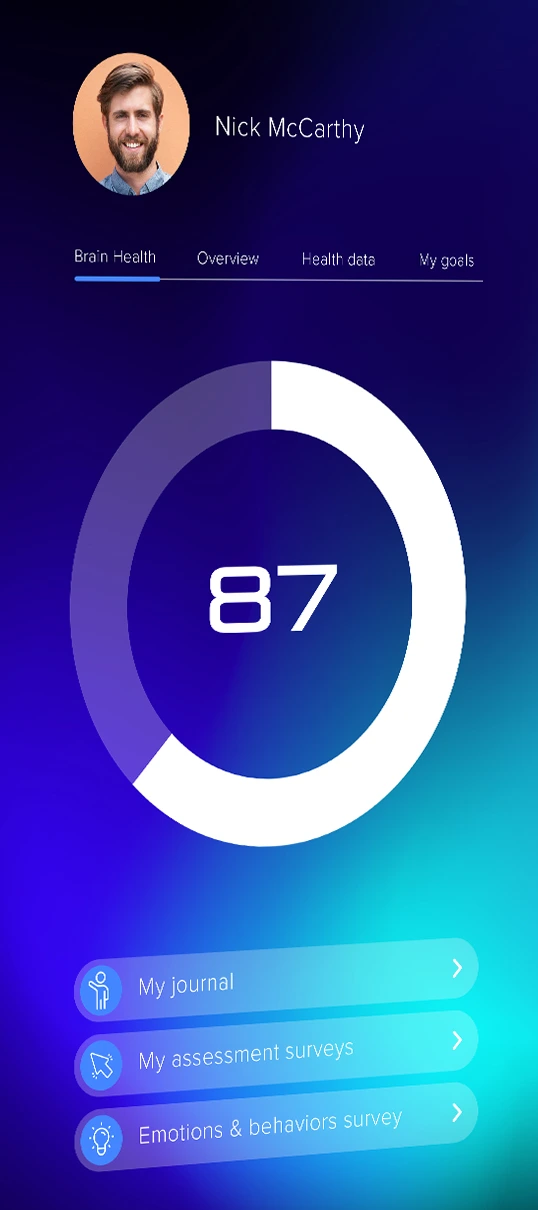 Nick McCarthy
Brain Health Overview Health data My goals
87
My journal
My assessment surveys
Emotions & behaviors survey